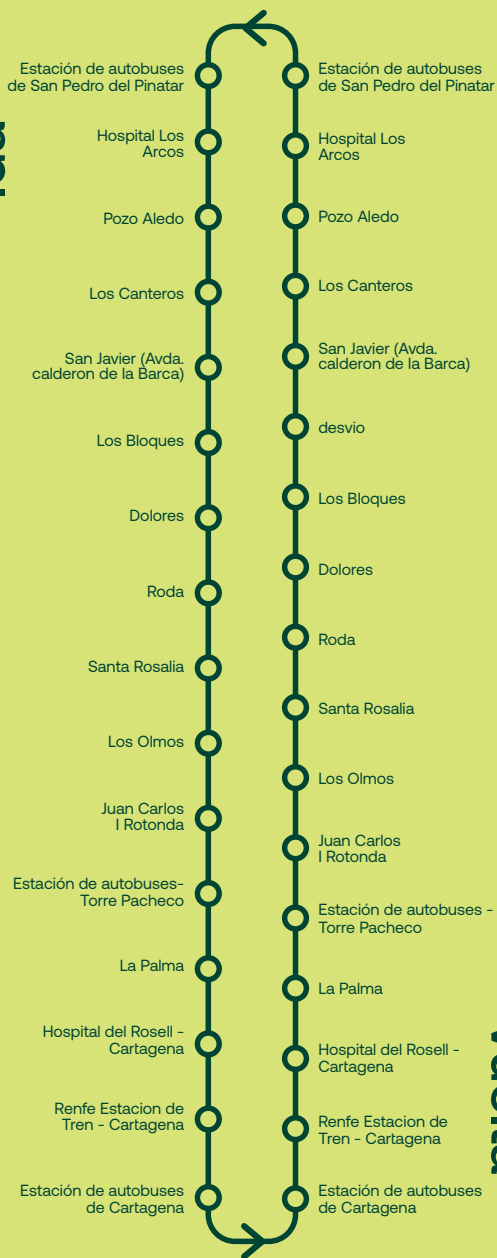 Estación de autobuses
de San Pedro del Pinatar
Hospital Los
Arcos
Pozo Aledo
Los Canteros
San Javier (Avda.
calderon de la Barca)
Los Bloques
Dolores
Roda
Santa Rosalia
Los Olmos
Juan Carlos
I Rotonda
Estación de autobuses-
Torre Pacheco
La Palma
Hospital del Rosell -
Cartagena
Renfe Estacion de
Tren - Cartagena
Estación de autobuses
de Cartagena
Estación de autobuses
de San Pedro del Pinatar
Hospital Los
Arcos
Pozo Aledo
Los Canteros
San Javier (Avda.
calderon de la Barca)
desvio
Los Bloques
Dolores
Roda
Santa Rosalia
Los Olmos
Juan Carlos
I Rotonda
Estación de autobuses -
Torre Pacheco
La Palma
Hospital del Rosell -
Cartagena
Renfe Estacion de
Tren - Cartagena
Estación de autobuses
de Cartagena